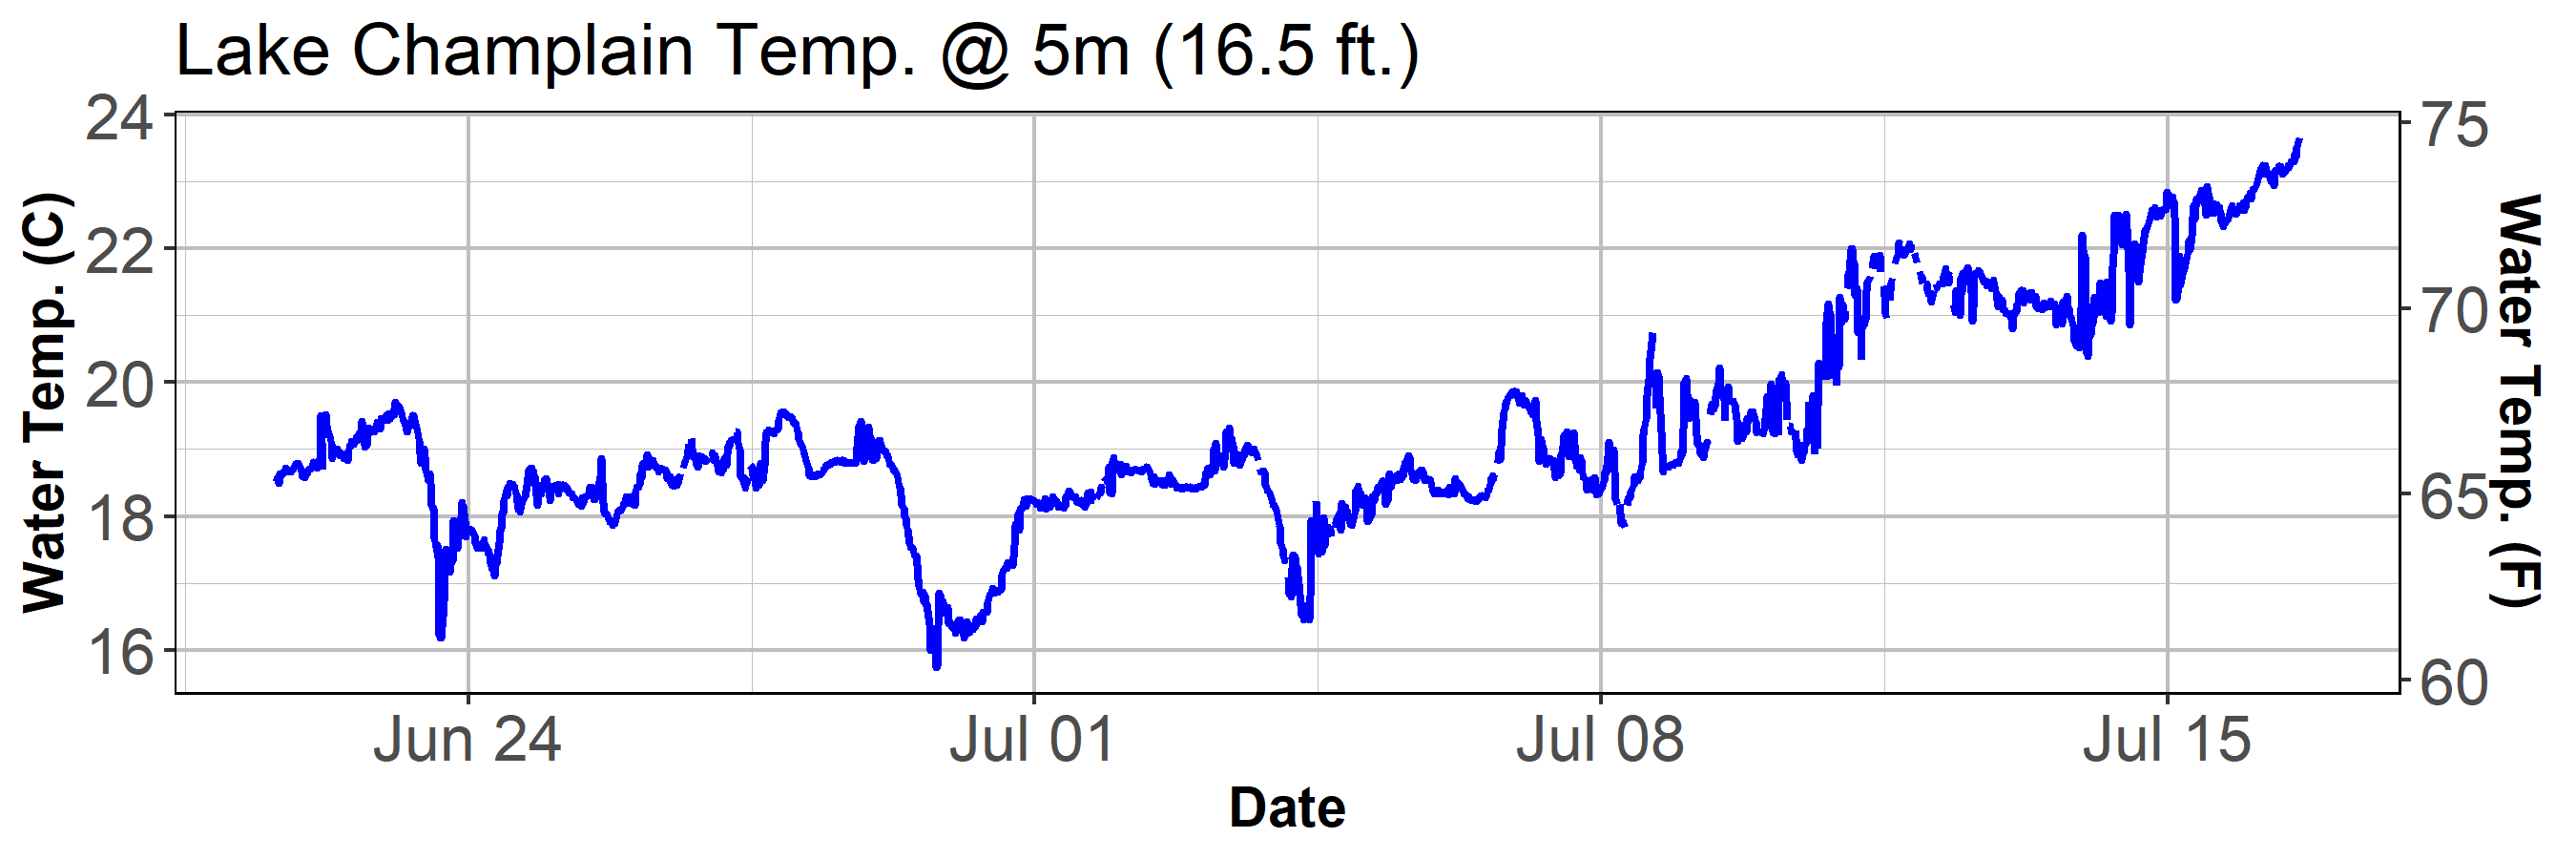 Lake Champlain Temp. @ 5m (16.5 ft.)
Water Temp. (C)
24
22
20
18
16
75
70
65
60
Water Temp. (F)
Jun 24
Jul 01
Jul 08
Jul 15
Date